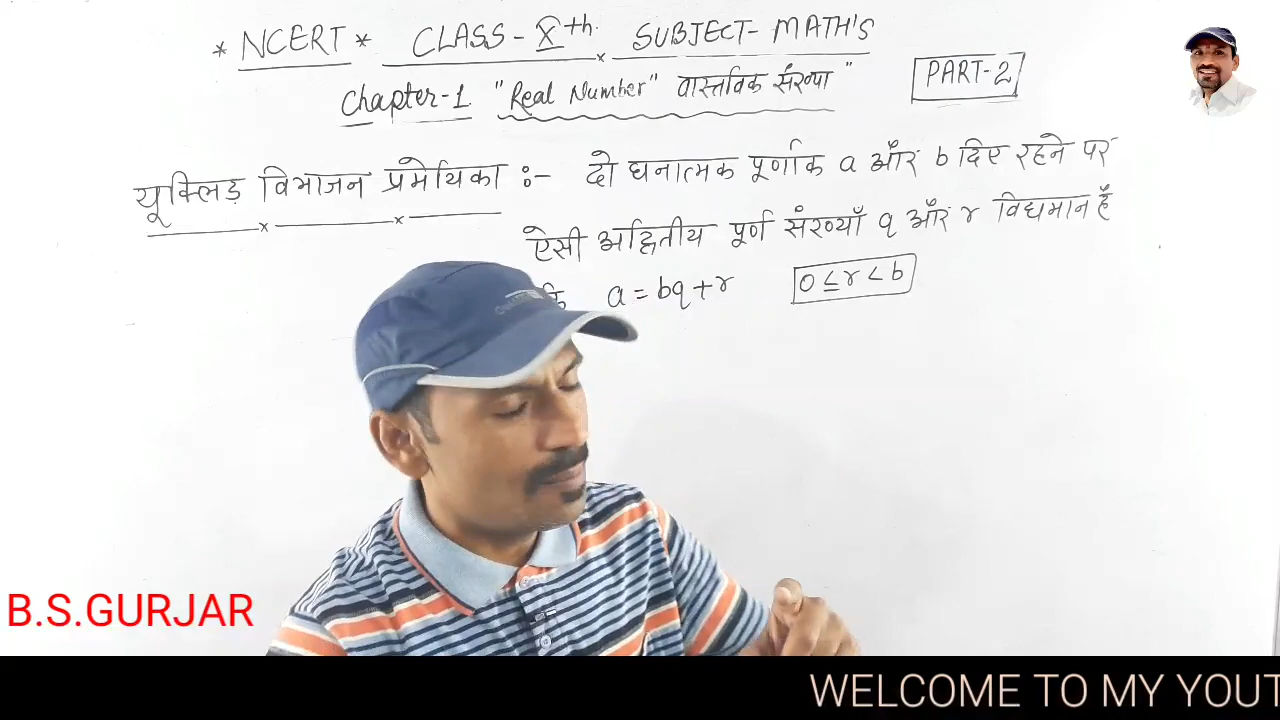 * NCERT * CLASS-Xth. SUBJECT-MATH'S
Chapter-1. "Real Number" वास्तविक संख्या"
PART-2
यूक्लिड विभाजन प्रमेयिका :- दो घनात्मक पूर्णाक a और b दिए रहने पर
ऐसी अद्वितीय पूर्ण संख्याँ q और r विद्यमान हैं
a = bq+r 0≤r<b
B.S.GURJAR
WELCOME TO MY YOUT